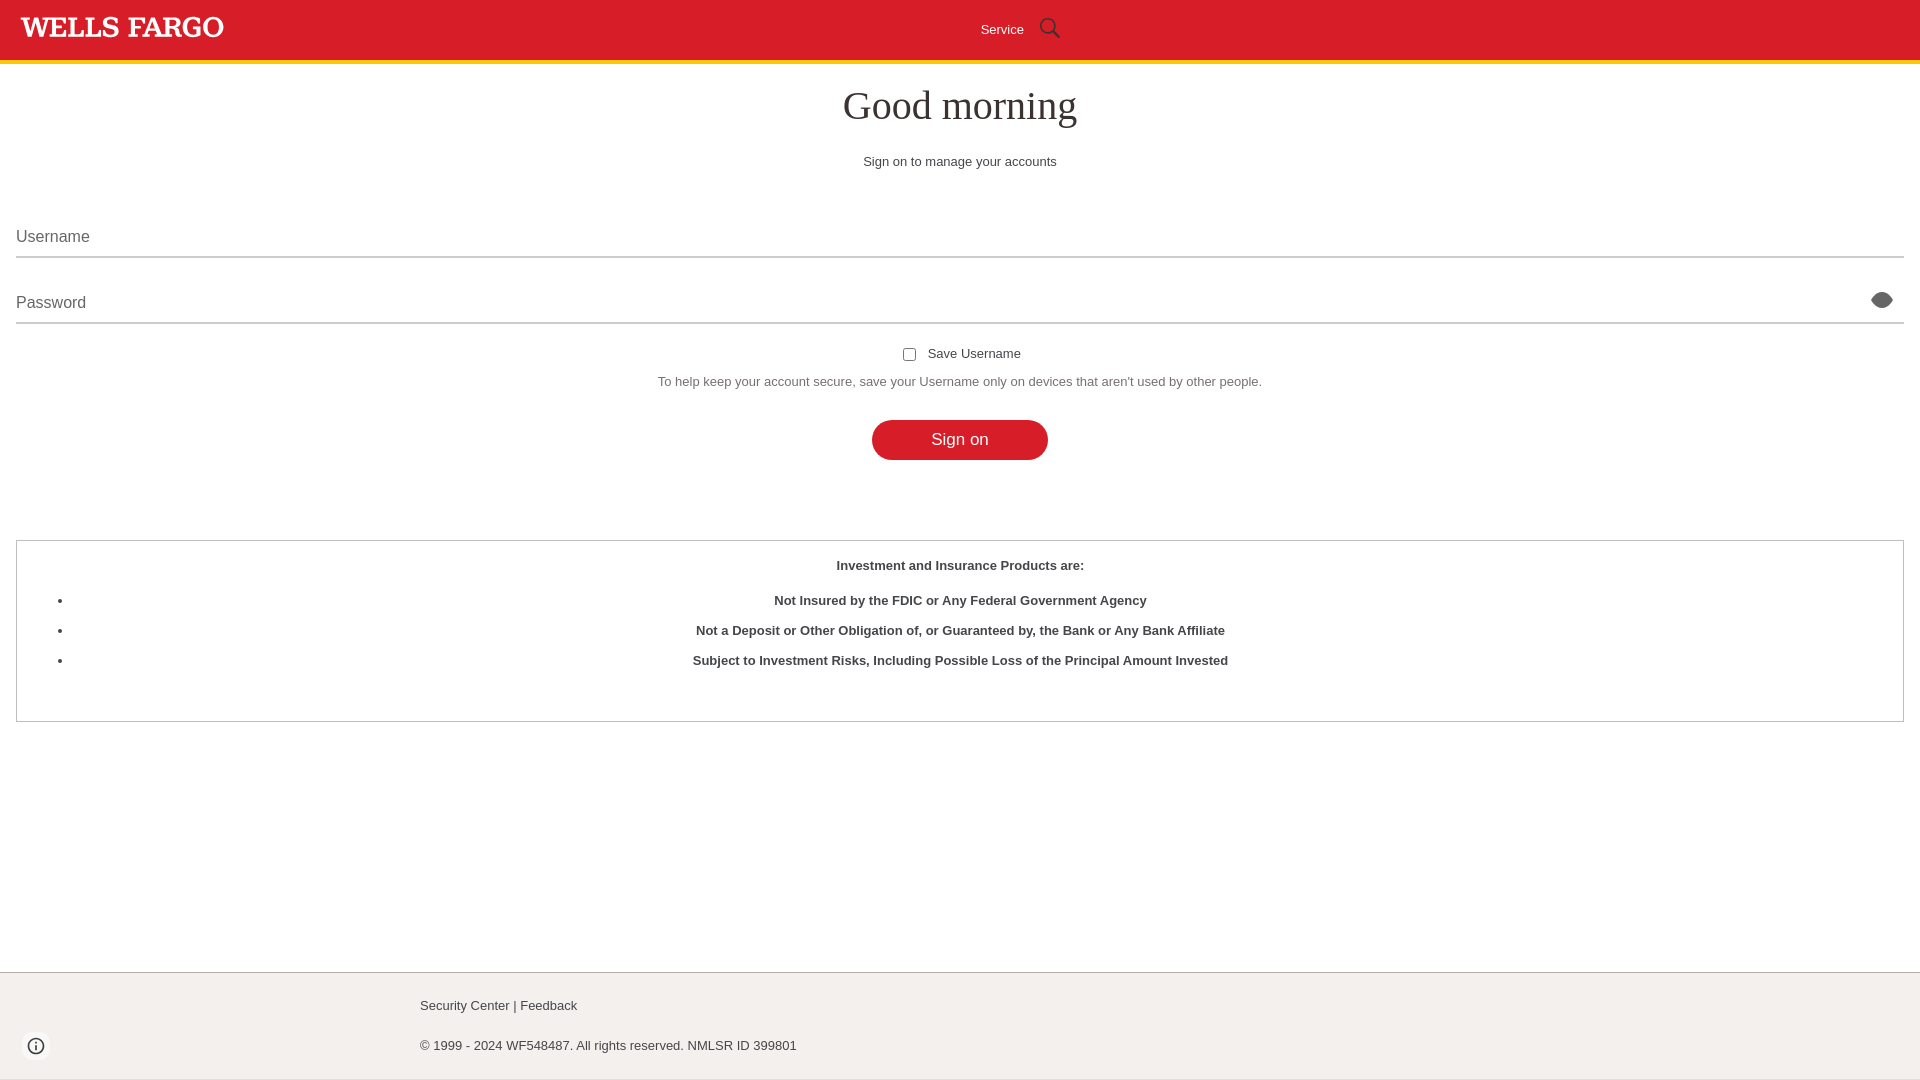 WELLS FARGO
Service
Good morning
Sign on to manage your accounts
Username
Password
Save Username
To help keep your account secure, save your Username only on devices that aren't used by other people.
Sign on
Investment and Insurance Products are:
• Not Insured by the FDIC or Any Federal Government Agency
• Not a Deposit or Other Obligation of, or Guaranteed by, the Bank or Any Bank Affiliate
• Subject to Investment Risks, Including Possible Loss of the Principal Amount Invested
Security Center | Feedback
© 1999 - 2024 WF548487. All rights reserved. NMLSR ID 399801